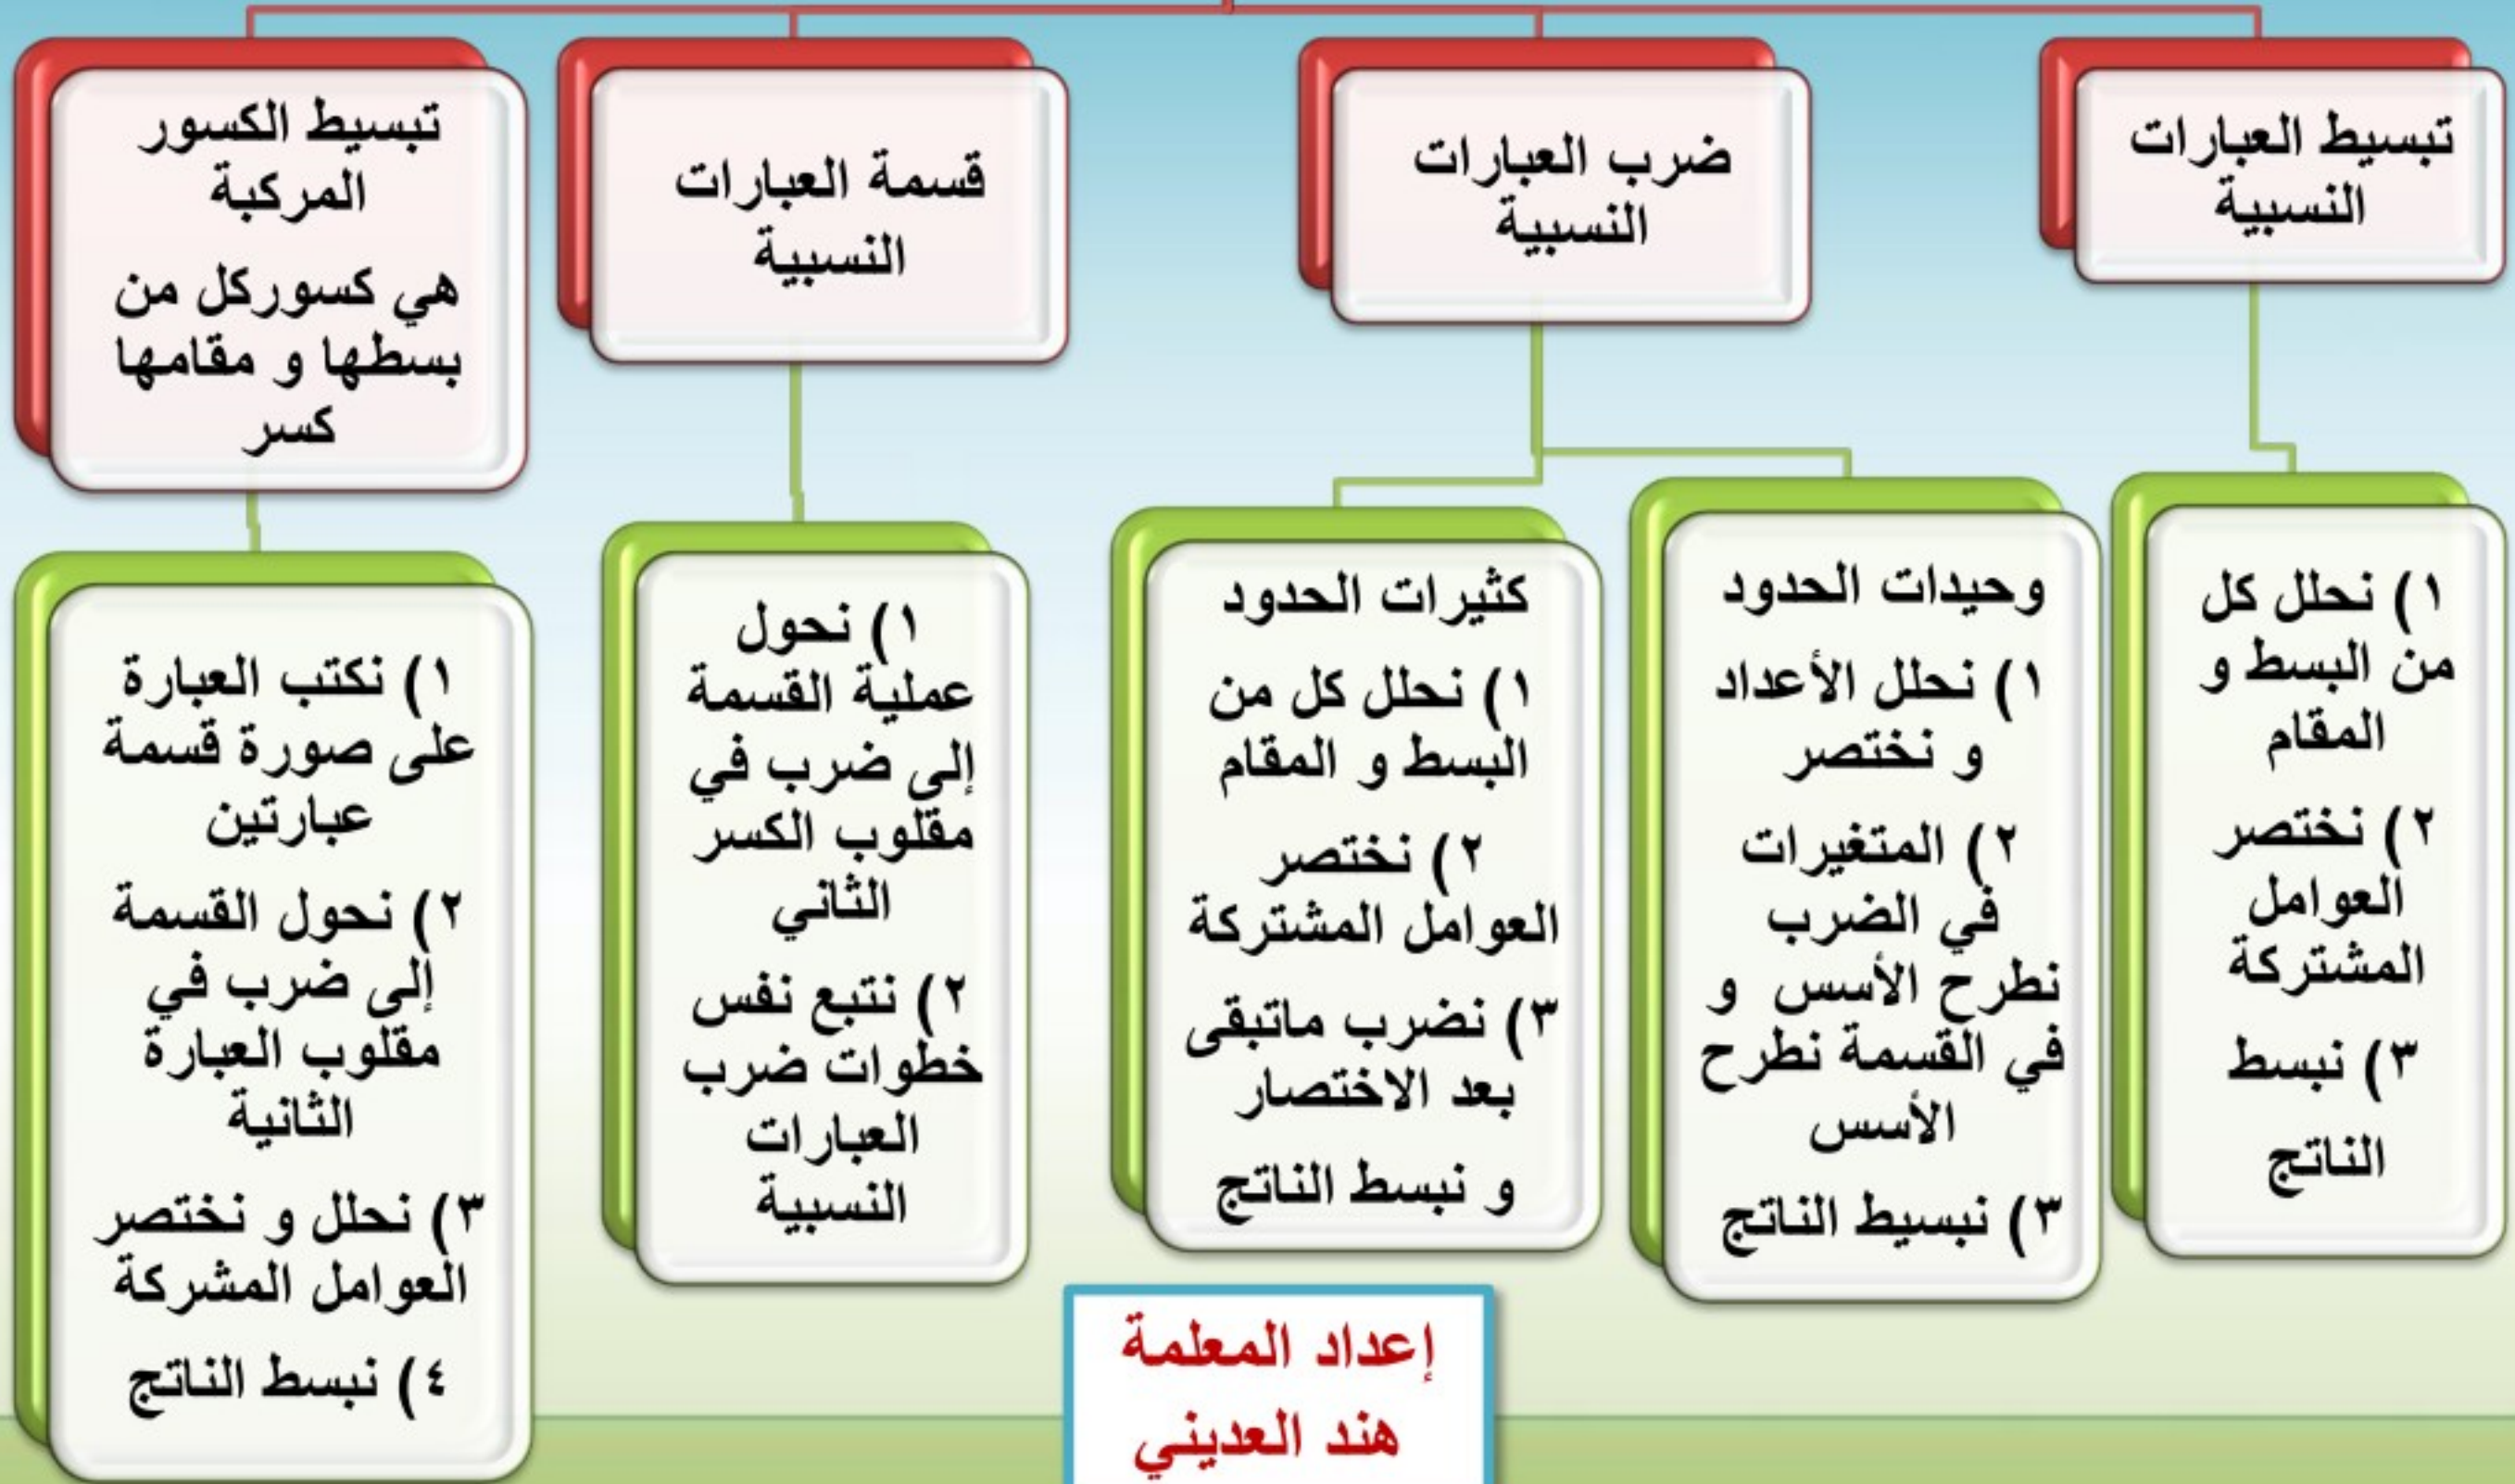 تبسيط العبارات
النسبية
ضرب العبارات
النسبية
قسمة العبارات
النسبية
تبسيط الكسور
المركبة
هي كسوركل من
بسطها و مقامها
كسر
١) نحلل كل
من البسط و
المقام
٢) نختصر
العوامل
المشتركة
٣) نبسط
الناتج
وحيدات الحدود
١) نحلل الأعداد
و نختصر
٢) المتغيرات
في الضرب
نطرح الأسس و
في القسمة نطرح
الأسس
٣) نبسيط الناتج
كثيرات الحدود
١) نحلل كل من
البسط و المقام
٢) نختصر
العوامل المشتركة
٣) نضرب ماتبقى
بعد الاختصار
و نبسط الناتج
١) نحول
عملية القسمة
إلى ضرب في
مقلوب الكسر
الثاني
٢) نتبع نفس
خطوات ضرب
العبارات
النسبية
١) نكتب العبارة
على صورة قسمة
عبارتين
٢) نحول القسمة
إلى ضرب في
مقلوب العبارة
الثانية
٣) نحلل و نختصر
العوامل المشركة
٤) نبسط الناتج
إعداد المعلمة
هند العديني